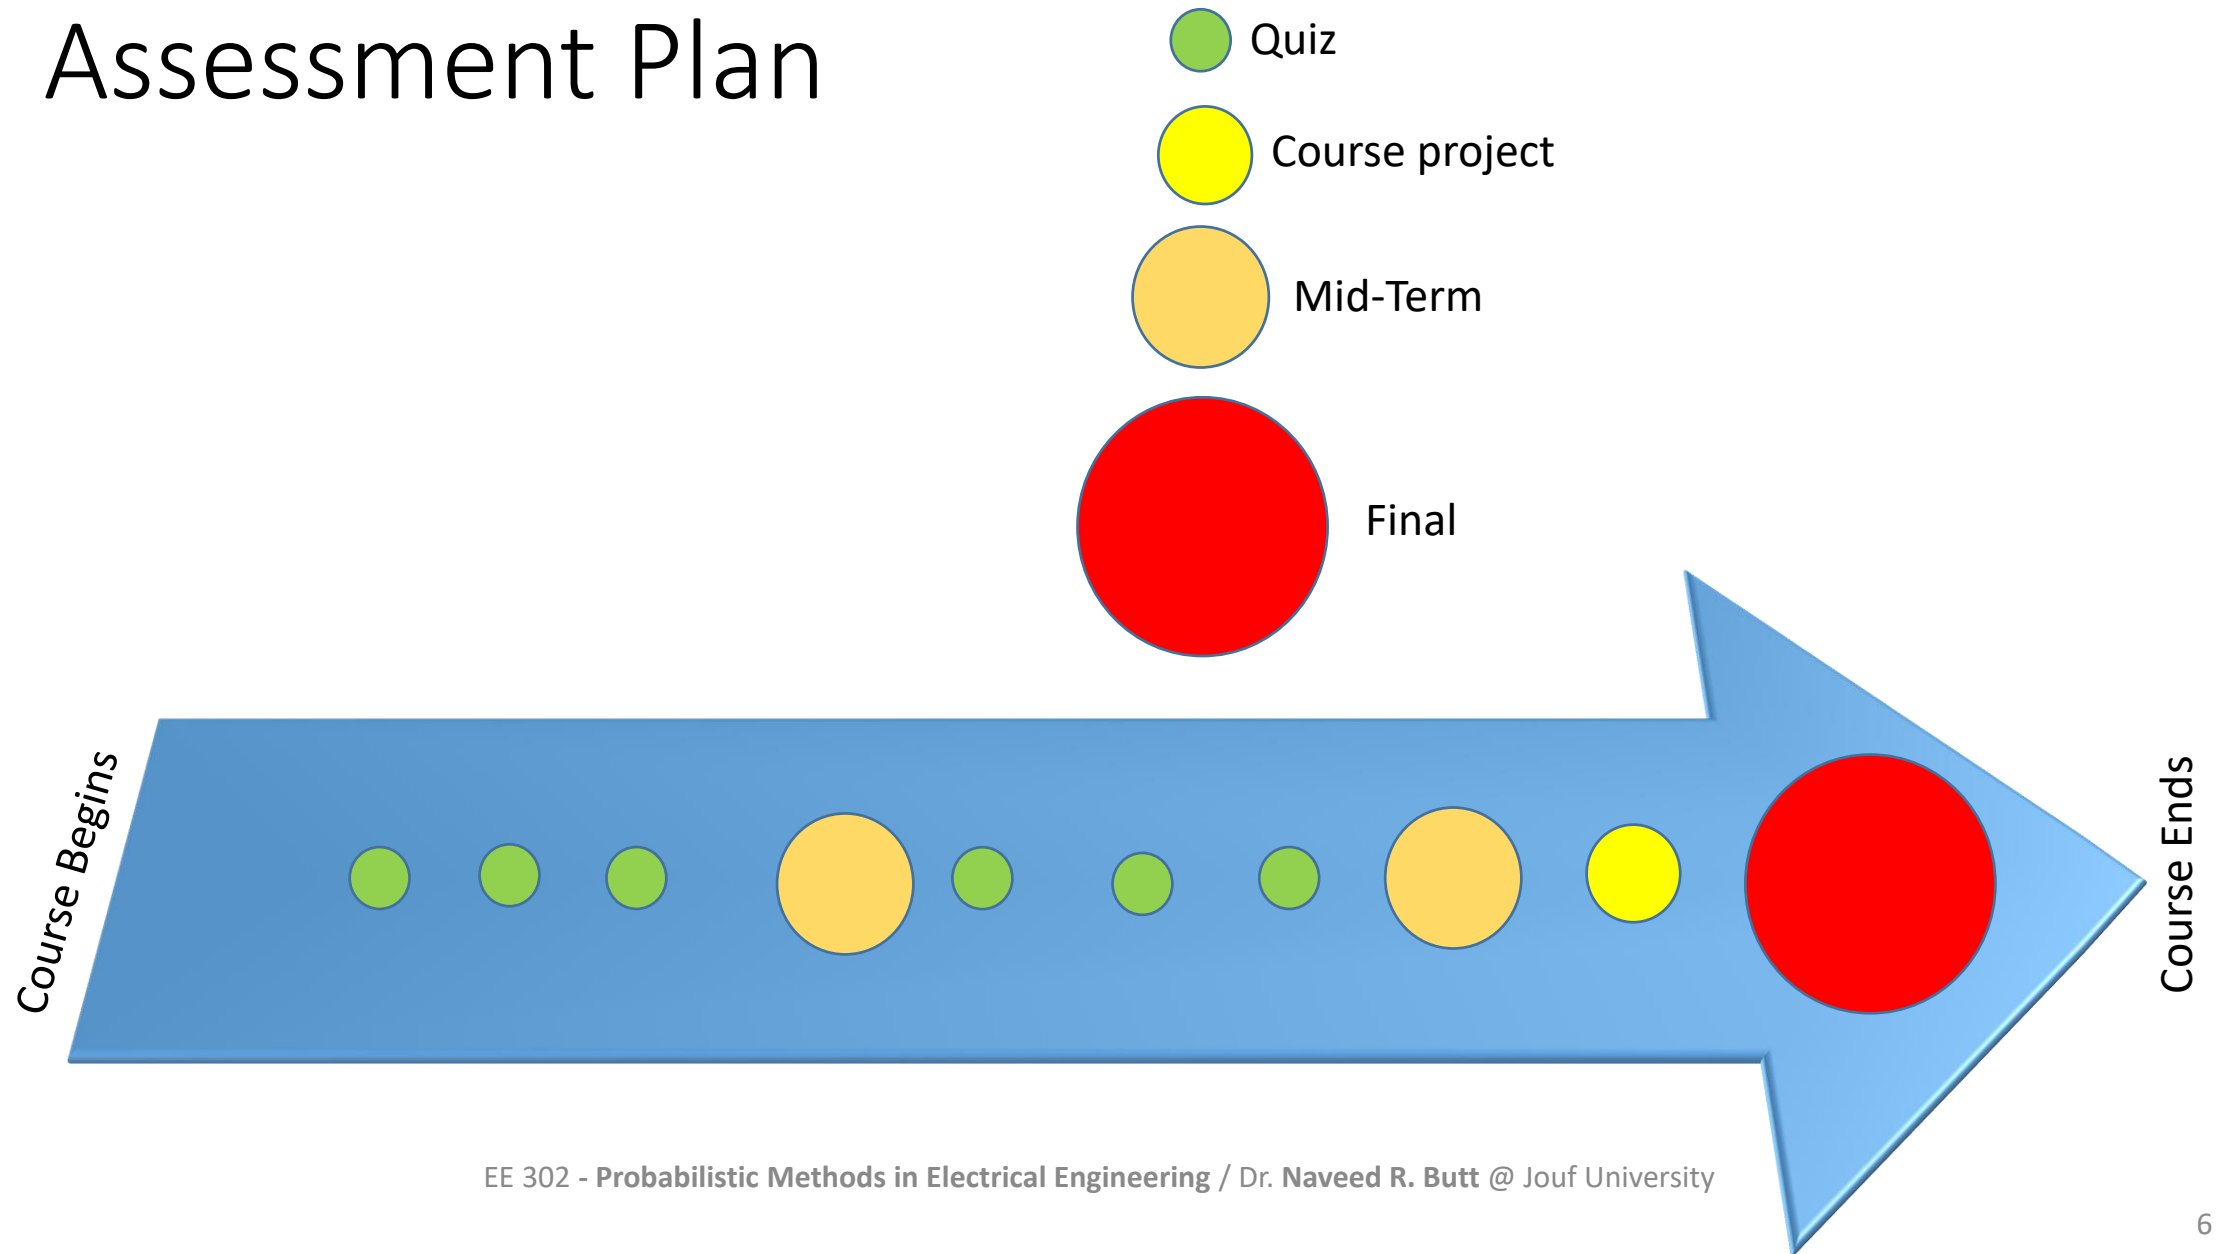 Assessment Plan
Quiz
Course project
Mid-Term
Final
Course Begins
Course Ends
EE 302 - Probabilistic Methods in Electrical Engineering / Dr. Naveed R. Butt @ Jouf University
6